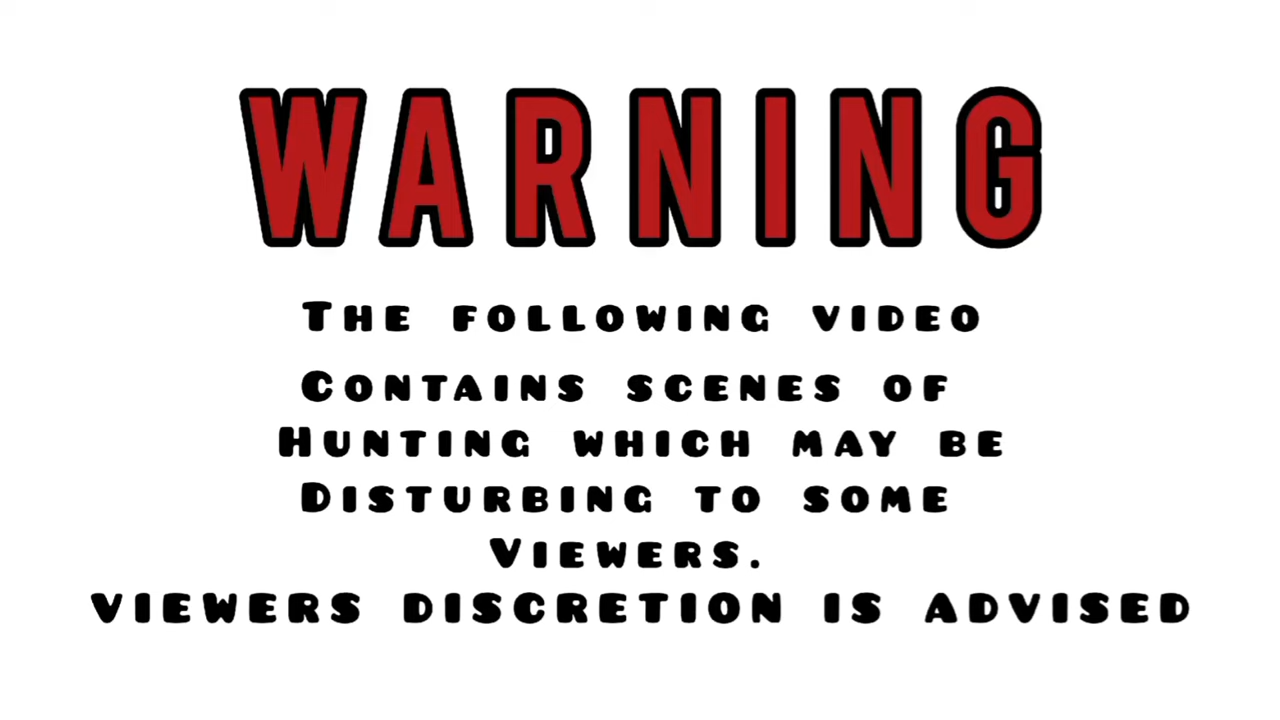 WARNING
The following video
Contains scenes of
Hunting which may be
Disturbing to some
Viewers.
viewers discretion is advised